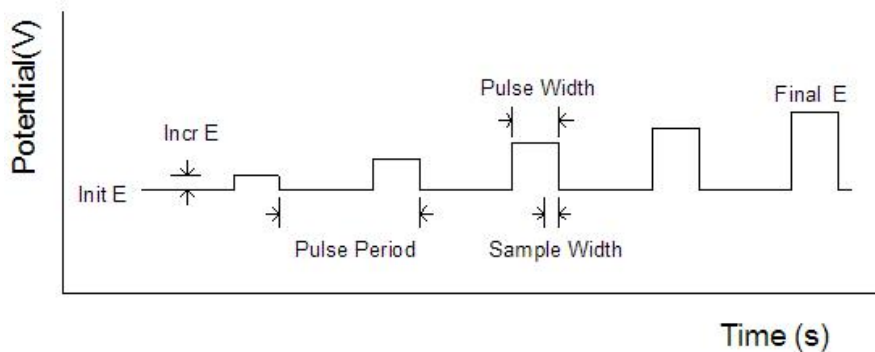 Potential(V)
Pulse Width
Final E
Incr E
Init E
Pulse Period
Sample Width
Time (s)